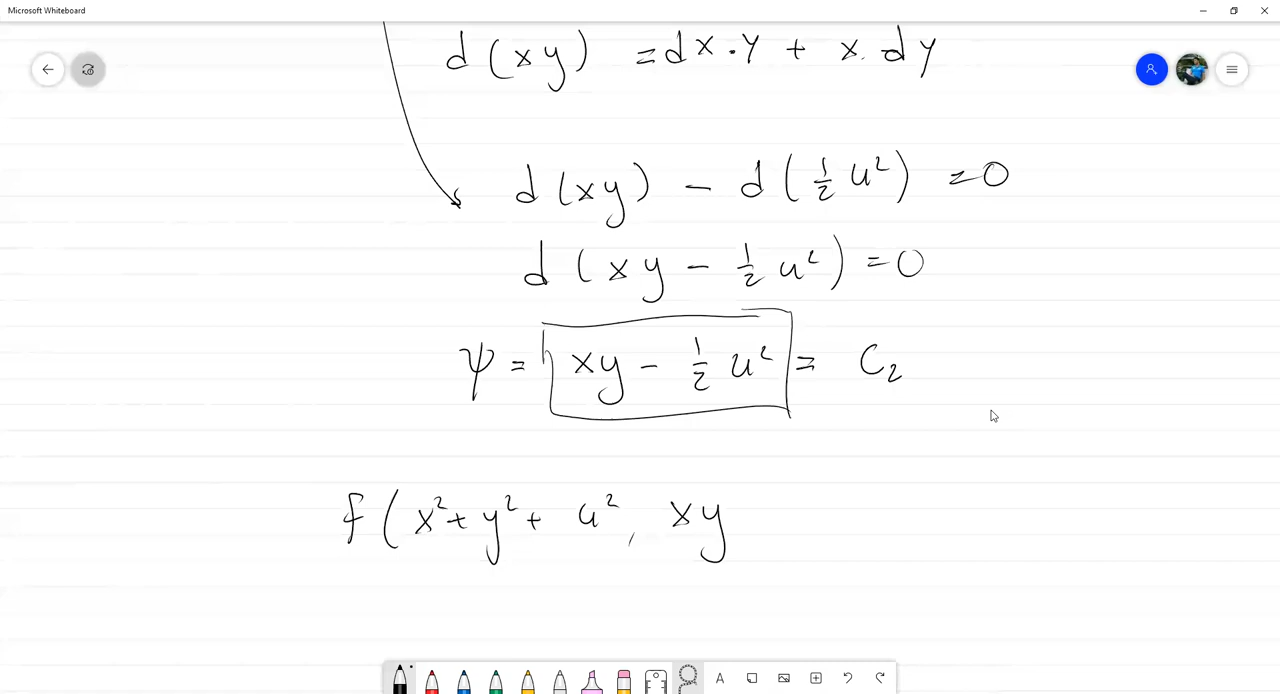 Microsoft Whiteboard
d(xy) = dx·y + x·dy
d(xy) - d(½u²) = 0
d(xy - ½u²) = 0
ψ = xy - ½u² = C₂
f(x² + y² + u², xy
A